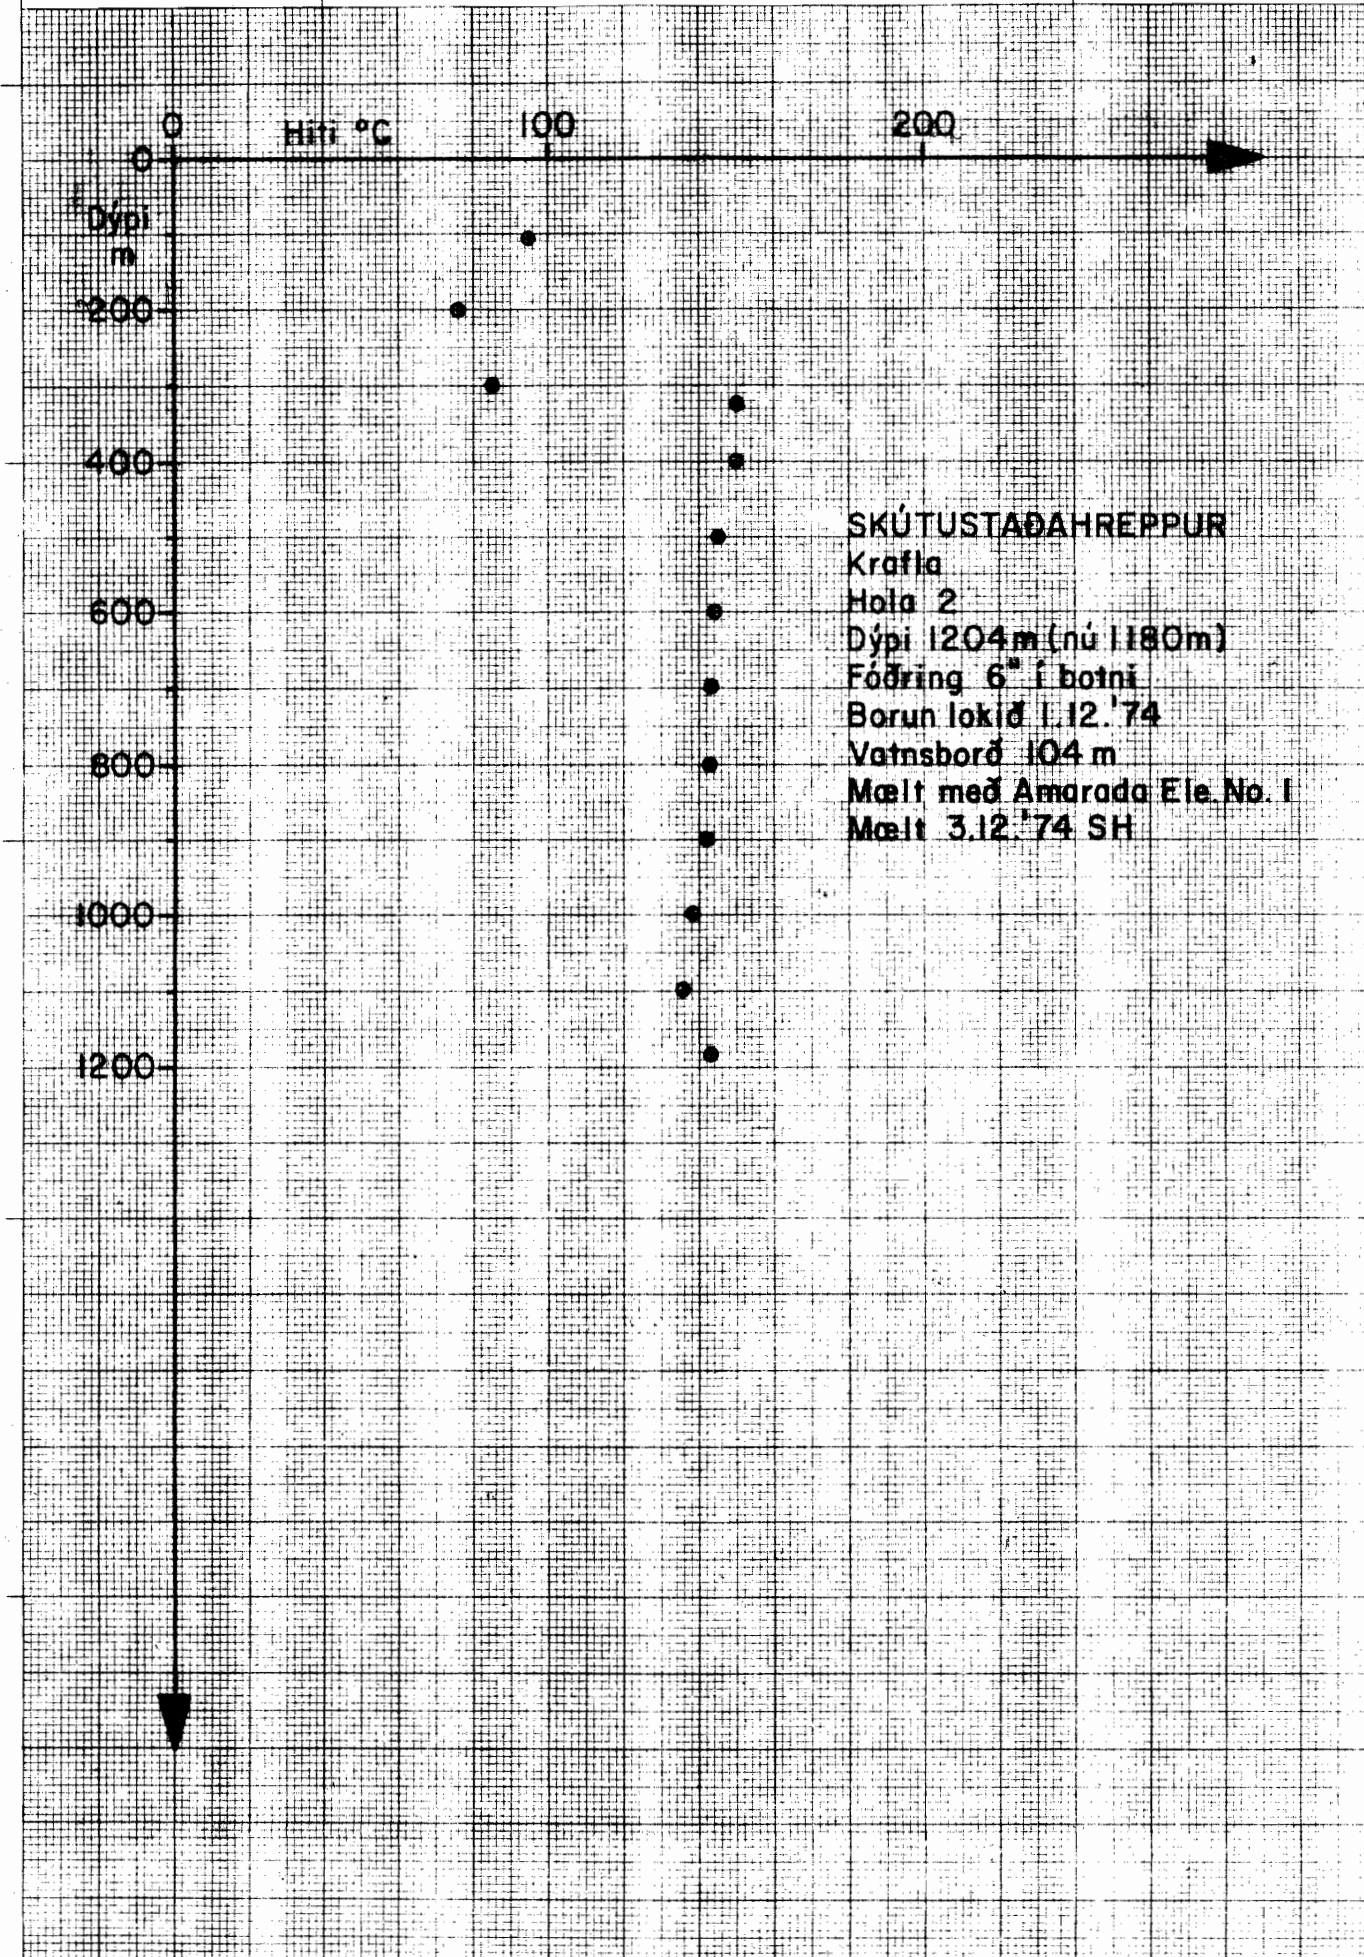 0 Hiti °C 100 200
0
Dýpi
m
200
400
600
800
1000
1200
SKÚTUSTAÐAHREPPUR
Krafla
Hola 2
Dýpi 1204 m (nú 1180m)
Fóðring 6" í botni
Borun lokið 1.12.'74
Vatnsborð 104 m
Mælt með Amarada Ele. No. 1
Mælt 3.12.'74 SH